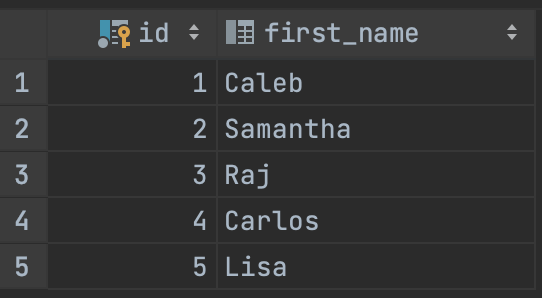 id first_name
1 1 Caleb
2 2 Samantha
3 3 Raj
4 4 Carlos
5 5 Lisa